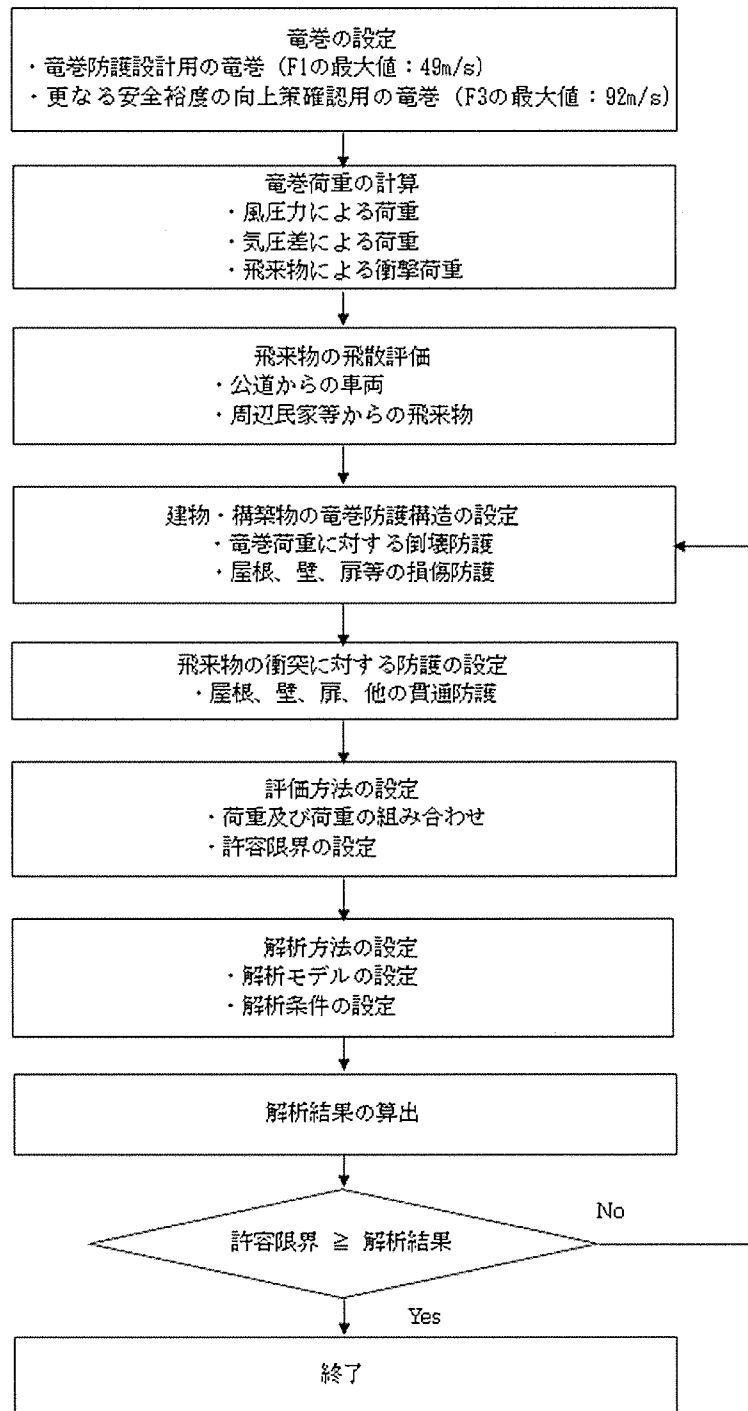 竜巻の設定
・竜巻防護設計用の竜巻 (F1の最大値：49m/s)
・更なる安全裕度の向上策確認用の竜巻 (F3の最大値：92m/s)
竜巻荷重の計算
・風圧力による荷重
・気圧差による荷重
・飛来物による衝撃荷重
飛来物の飛散評価
・公道からの車両
・周辺民家等からの飛来物
建物・構築物の竜巻防護構造の設定
・竜巻荷重に対する倒壊防護
・屋根、壁、扉等の損傷防護
飛来物の衝突に対する防護の設定
・屋根、壁、扉、他の貫通防護
評価方法の設定
・荷重及び荷重の組み合わせ
・許容限界の設定
解析方法の設定
・解析モデルの設定
・解析条件の設定
解析結果の算出
許容限界 ≧ 解析結果
No
Yes
終了